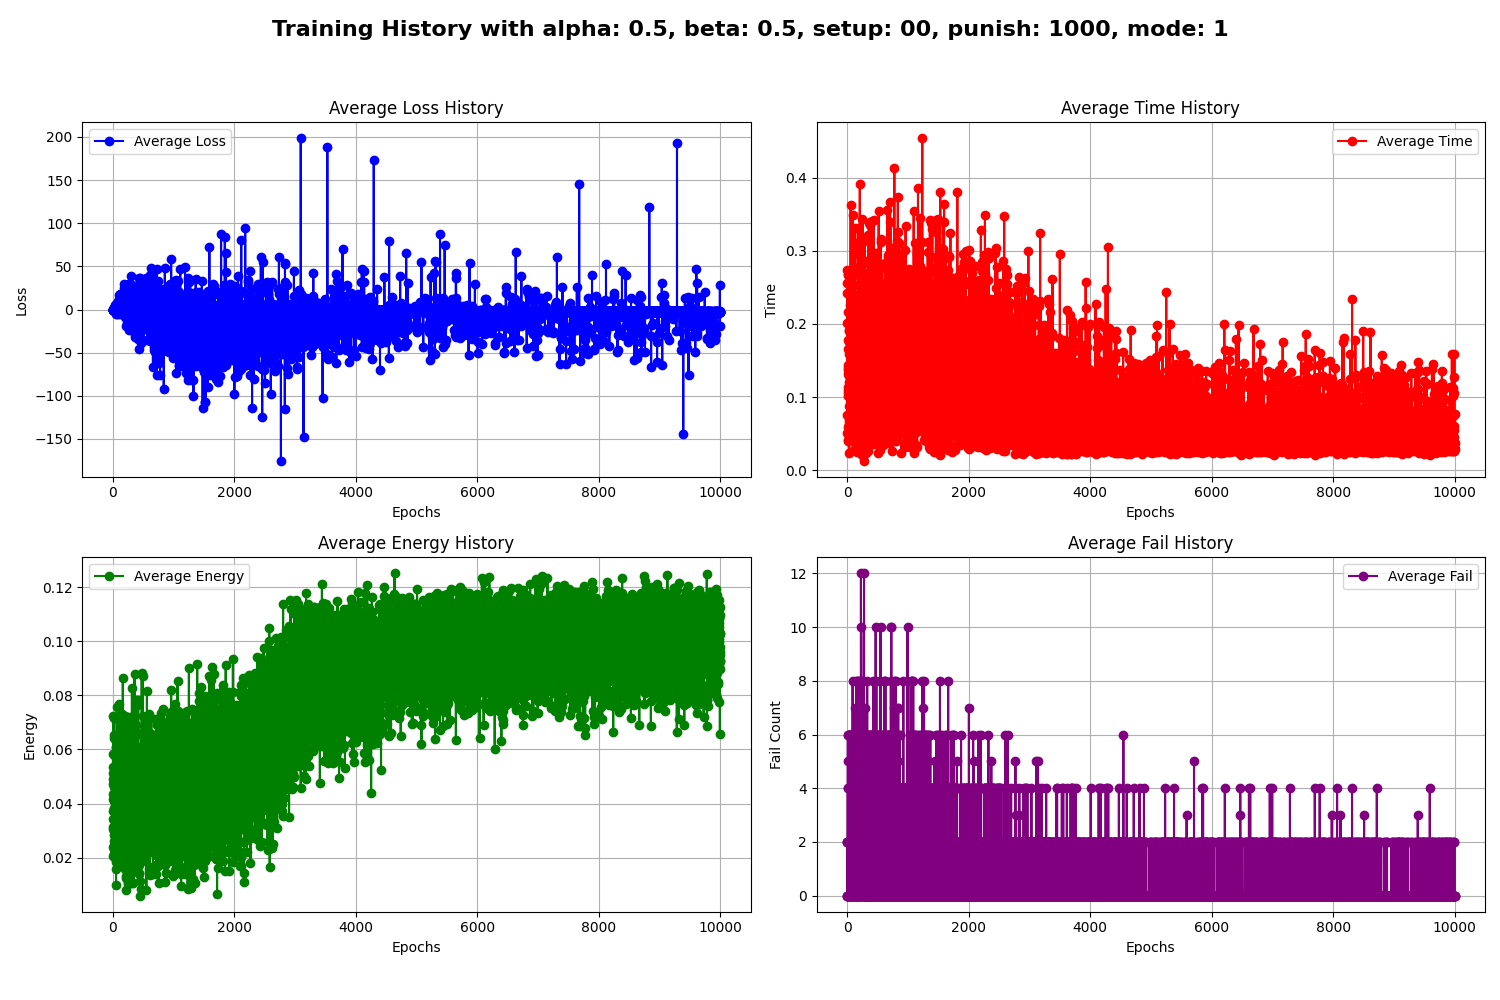 Training History with alpha: 0.5, beta: 0.5, setup: 00, punish: 1000, mode: 1
Average Loss History
Average Loss
Loss
200
150
100
50
0
−50
−100
−150
0 2000 4000 6000 8000 10000
Epochs
Average Time History
Average Time
Time
0.4
0.3
0.2
0.1
0.0
0 2000 4000 6000 8000 10000
Epochs
Average Energy History
Average Energy
Energy
0.12
0.10
0.08
0.06
0.04
0.02
0 2000 4000 6000 8000 10000
Epochs
Average Fail History
Average Fail
Fail Count
12
10
8
6
4
2
0
0 2000 4000 6000 8000 10000
Epochs